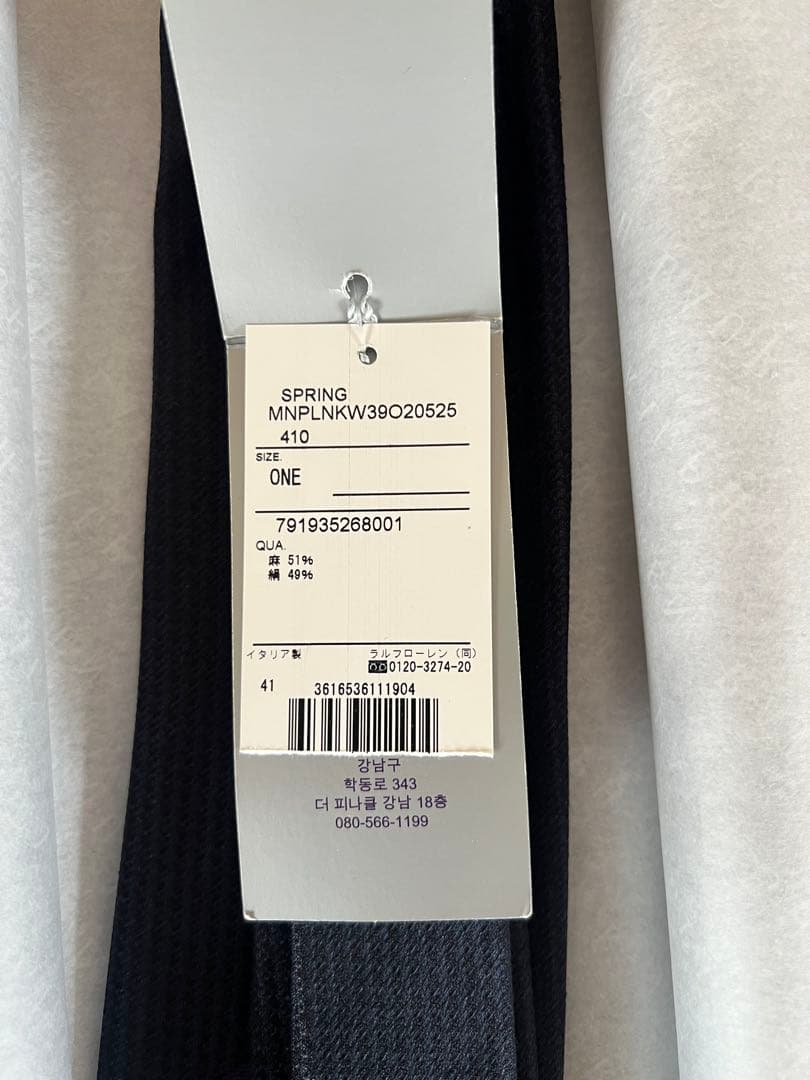 SPRING
MNPLNKW39O20525
410
SIZE.
ONE
791935268001
QUA.
麻 51%
絹 49%
イタリア製
ラルフローレン (同)
0120-3274-20
41
3616536111904
강남구
학동로 343
더 피나클 강남 18층
080-566-1199